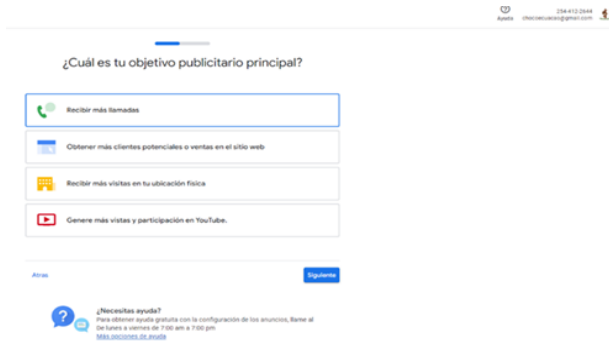 254-412-2644
Ayuda chocoecuacao@gmail.com
¿Cuál es tu objetivo publicitario principal?
Recibir más llamadas
Obtener más clientes potenciales o ventas en el sitio web
Recibir más visitas en tu ubicación física
Genere más vistas y participación en YouTube.
Atrás
Siguiente
¿Necesitas ayuda?
Para obtener ayuda gratuita con la configuración de los anuncios, llame al
De lunes a viernes de 7:00 am a 7:00 pm
Más opciones de ayuda